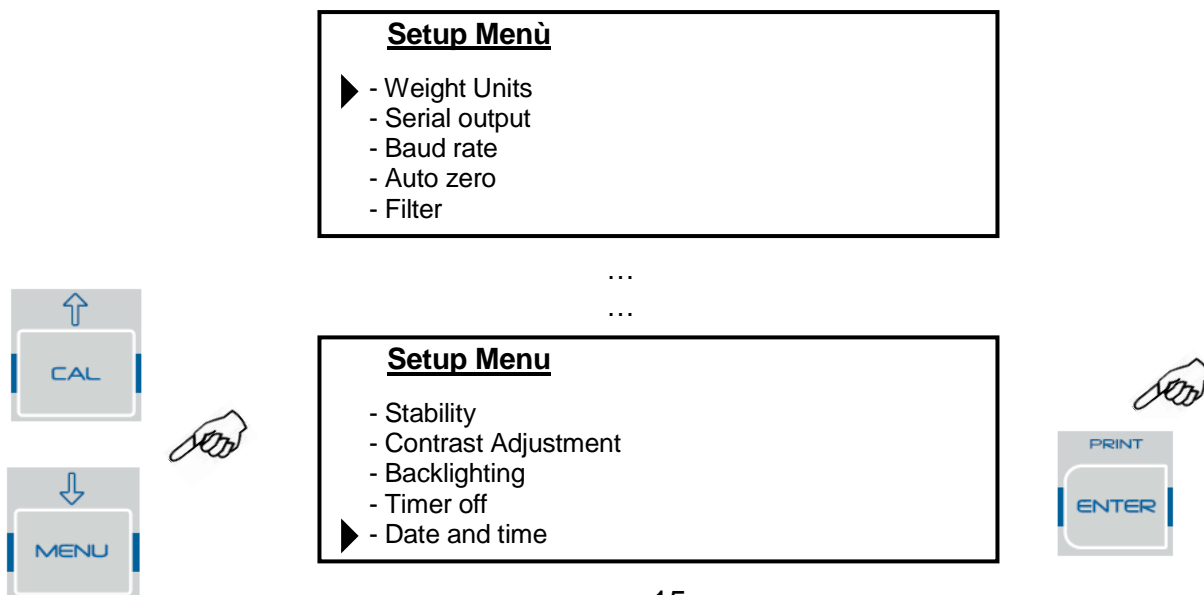 Setup Menù
- Weight Units
- Serial output
- Baud rate
- Auto zero
- Filter
…
…
CAL
MENU
Setup Menu
- Stability
- Contrast Adjustment
- Backlighting
- Timer off
- Date and time
PRINT
ENTER